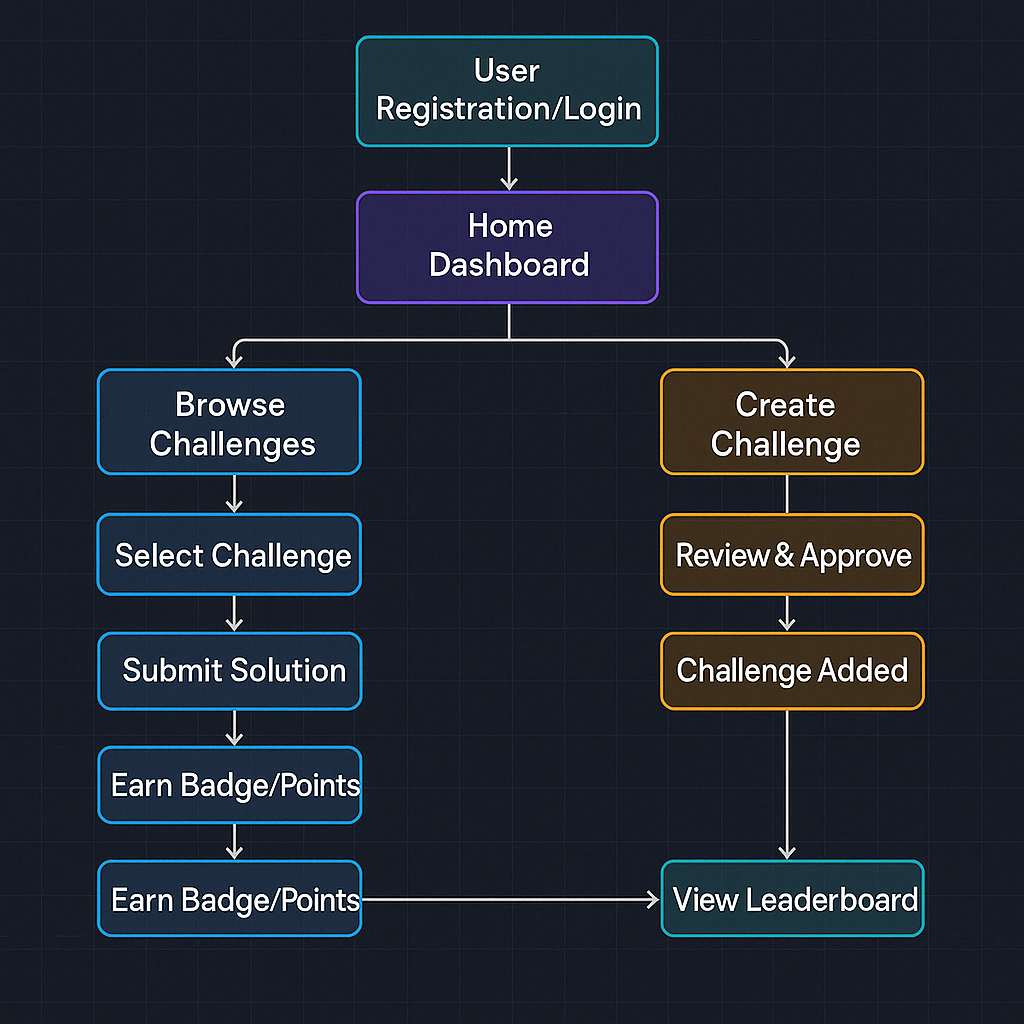 User
Registration/Login
Home
Dashboard
Browse
Challenges
Select Challenge
Submit Solution
Earn Badge/Points
Earn Badge/Points
Create
Challenge
Review & Approve
Challenge Added
View Leaderboard